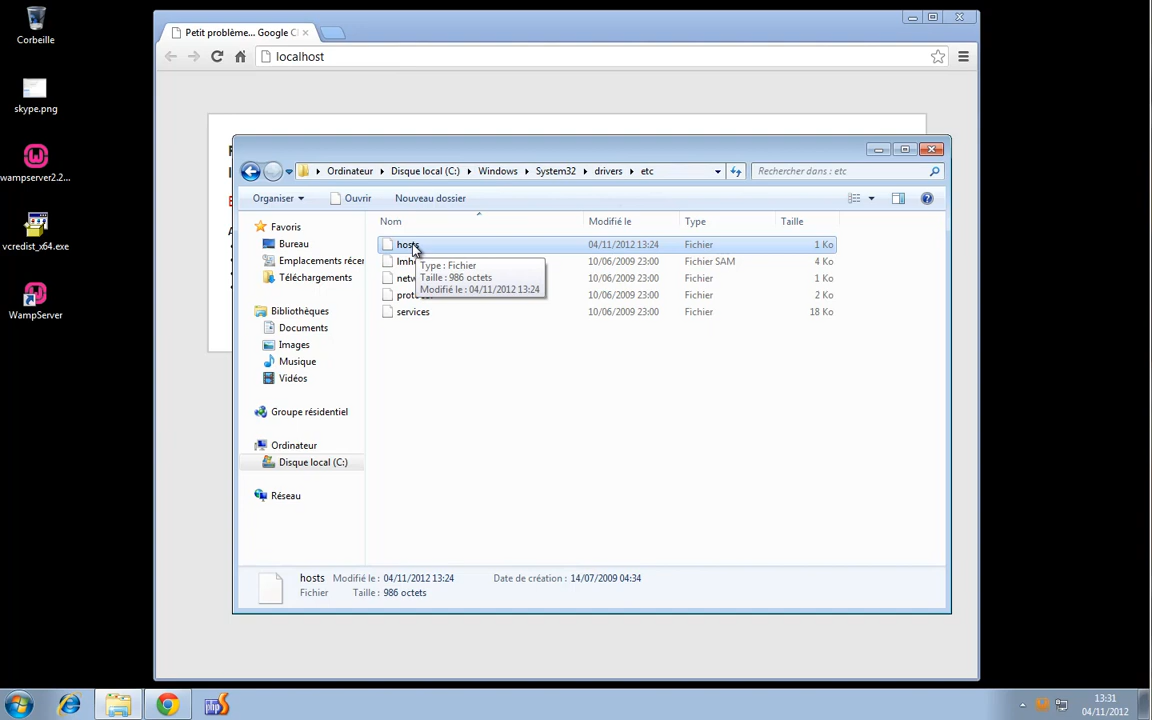 Corbeille
skype.png
wampserver2.2...
vcredist_x64.exe
WampServer
Petit problème... Google C
localhost
Ordinateur
Disque local (C:)
Windows
System32
drivers
etc
Rechercher dans : etc
Organiser
Ouvrir
Nouveau dossier
Nom
Modifié le
Type
Taille
hosts
04/11/2012 13:24
Fichier
1 Ko
10/06/2009 23:00
Fichier SAM
4 Ko
10/06/2009 23:00
Fichier
1 Ko
10/06/2009 23:00
Fichier
2 Ko
services
10/06/2009 23:00
Fichier
18 Ko
Type : Fichier
Taille : 986 octets
Modifié le : 04/11/2012 13:24
Favoris
Bureau
Emplacements récer
Téléchargements
Bibliothèques
Documents
Images
Musique
Vidéos
Groupe résidentiel
Ordinateur
Disque local (C:)
Réseau
hosts Modifié le : 04/11/2012 13:24 Date de création : 14/07/2009 04:34
Fichier Taille : 986 octets
php
13:31
04/11/2012